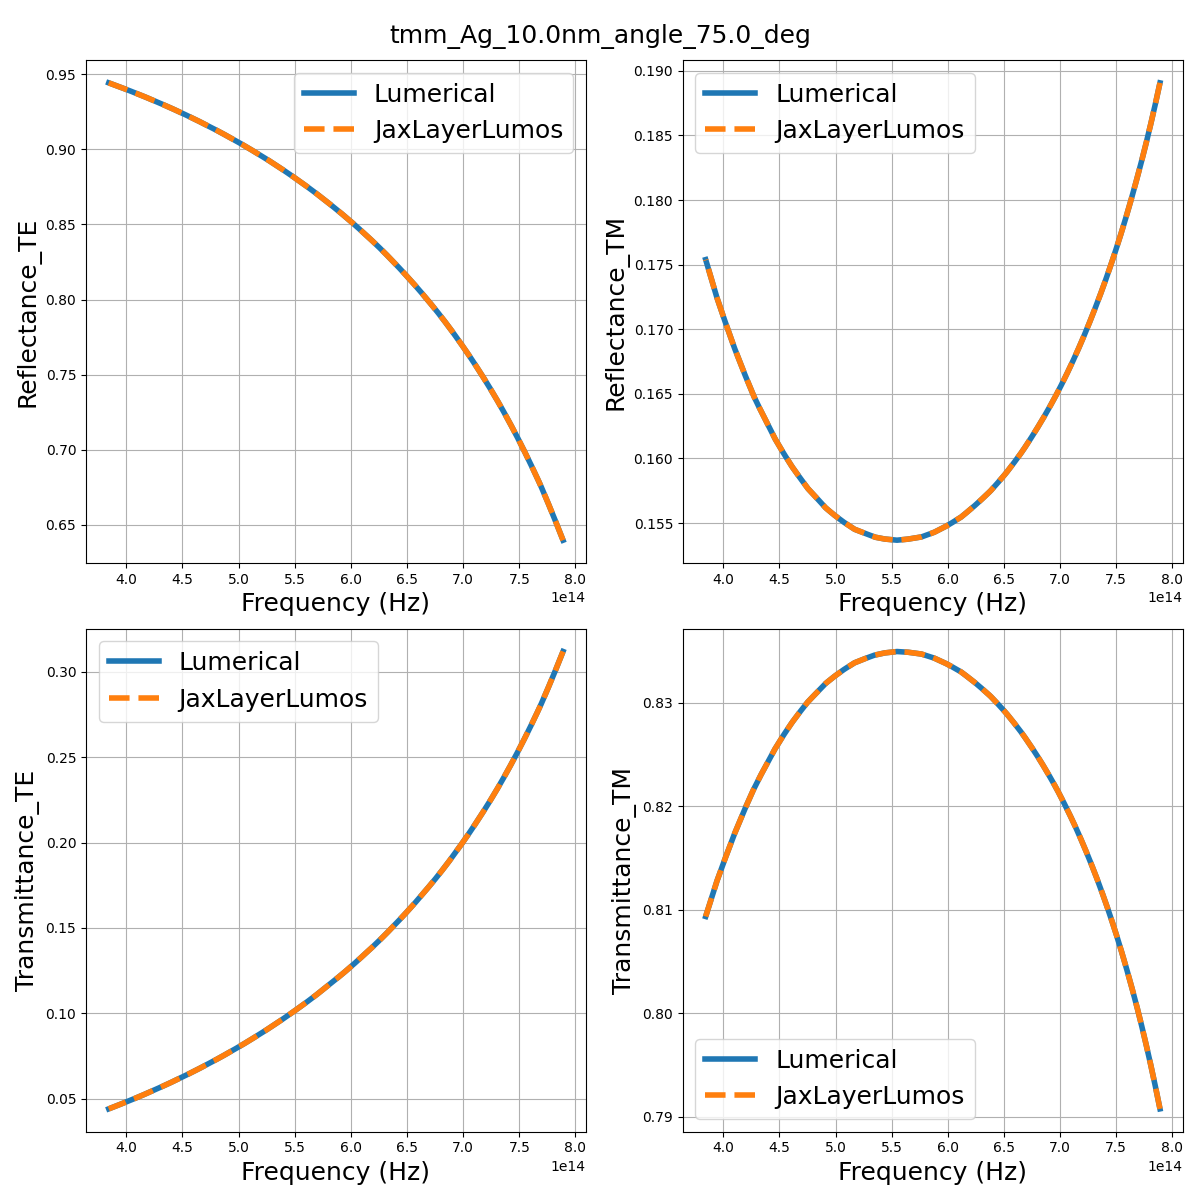 tmm_Ag_10.0nm_angle_75.0_deg
Reflectance_TE
0.95
0.90
0.85
0.80
0.75
0.70
0.65
Lumerical
JaxLayerLumos
4.0 4.5 5.0 5.5 6.0 6.5 7.0 7.5 8.0
1e14
Frequency (Hz)
Reflectance_TM
0.190
0.185
0.180
0.175
0.170
0.165
0.160
0.155
Lumerical
JaxLayerLumos
4.0 4.5 5.0 5.5 6.0 6.5 7.0 7.5 8.0
1e14
Frequency (Hz)
Transmittance_TE
0.30
0.25
0.20
0.15
0.10
0.05
Lumerical
JaxLayerLumos
4.0 4.5 5.0 5.5 6.0 6.5 7.0 7.5 8.0
1e14
Frequency (Hz)
Transmittance_TM
0.83
0.82
0.81
0.80
0.79
Lumerical
JaxLayerLumos
4.0 4.5 5.0 5.5 6.0 6.5 7.0 7.5 8.0
1e14
Frequency (Hz)